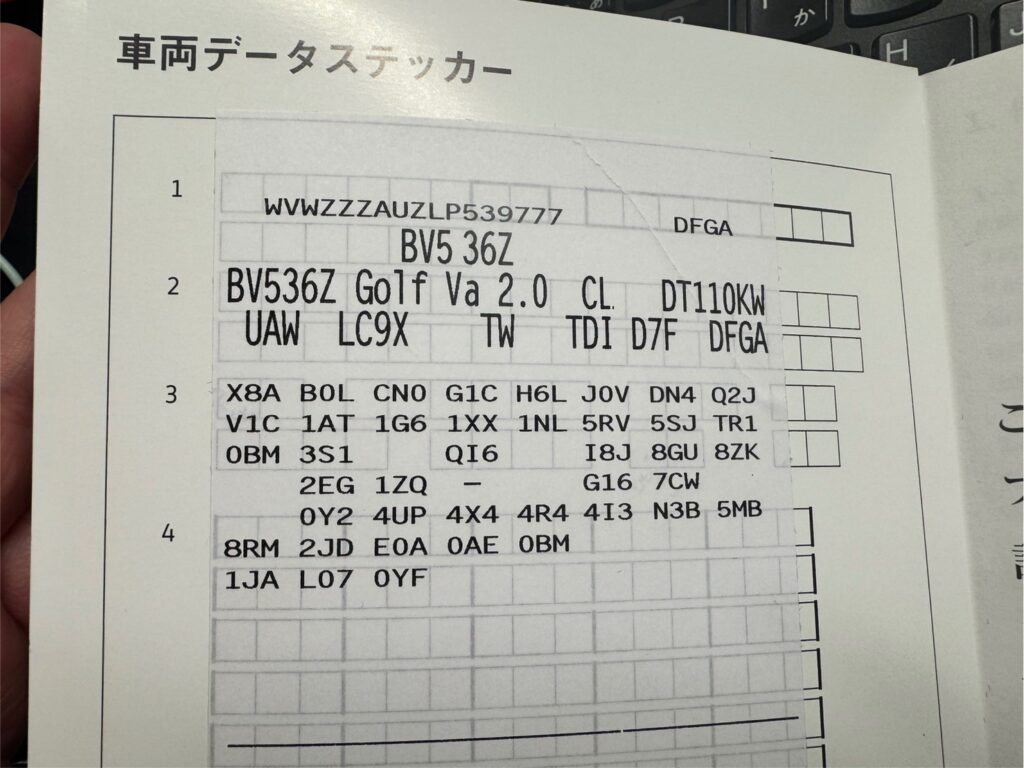 車両データステッカー
1 WVWZZZAUZLP539777 DFGA
BV5 36Z
2 BV536Z Golf Va 2.0 CL DT110KW
UAW LC9X TW TDI D7F DFGA
3 X8A B0L CN0 G1C H6L J0V DN4 Q2J
V1C 1AT 1G6 1XX 1NL 5RV 5SJ TR1
0BM 3S1 QI6 I8J 8GU 8ZK
2EG 1ZQ – G16 7CW
0Y2 4UP 4X4 4R4 4I3 N3B 5MB
4 8RM 2JD E0A 0AE 0BM
1JA L07 0YF
か
H
J